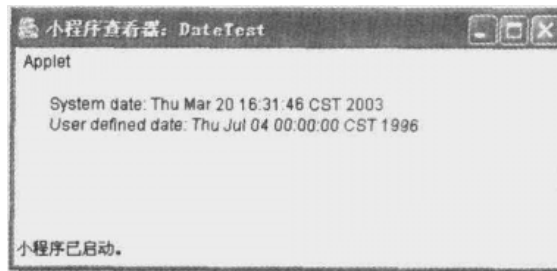 小程序查看器: DateTest
Applet
System date: Thu Mar 20 16:31:46 CST 2003
User defined date: Thu Jul 04 00:00:00 CST 1996
小程序已启动。